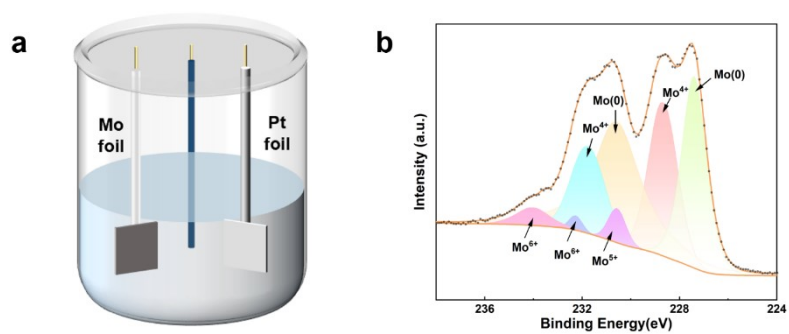 a
Mo
foil
Pt
foil
b
Intensity (a.u.)
Mo(0)
Mo4+
Mo(0)
Mo4+
Mo6+
Mo6+
Mo5+
236
232
228
224
Binding Energy(eV)